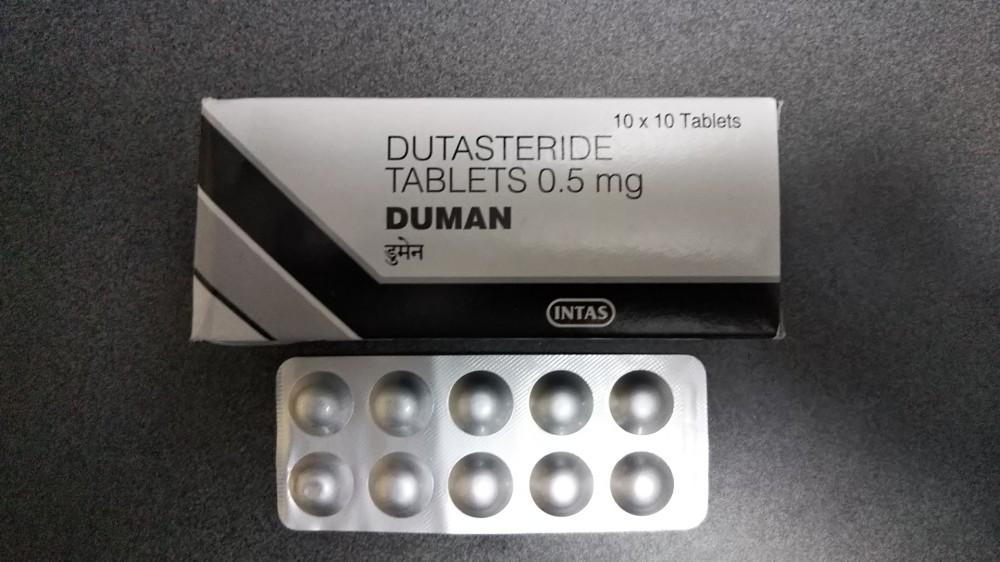 10 x 10 Tablets
DUTASTERIDE
TABLETS 0.5 mg
DUMAN
डुमेन
INTAS